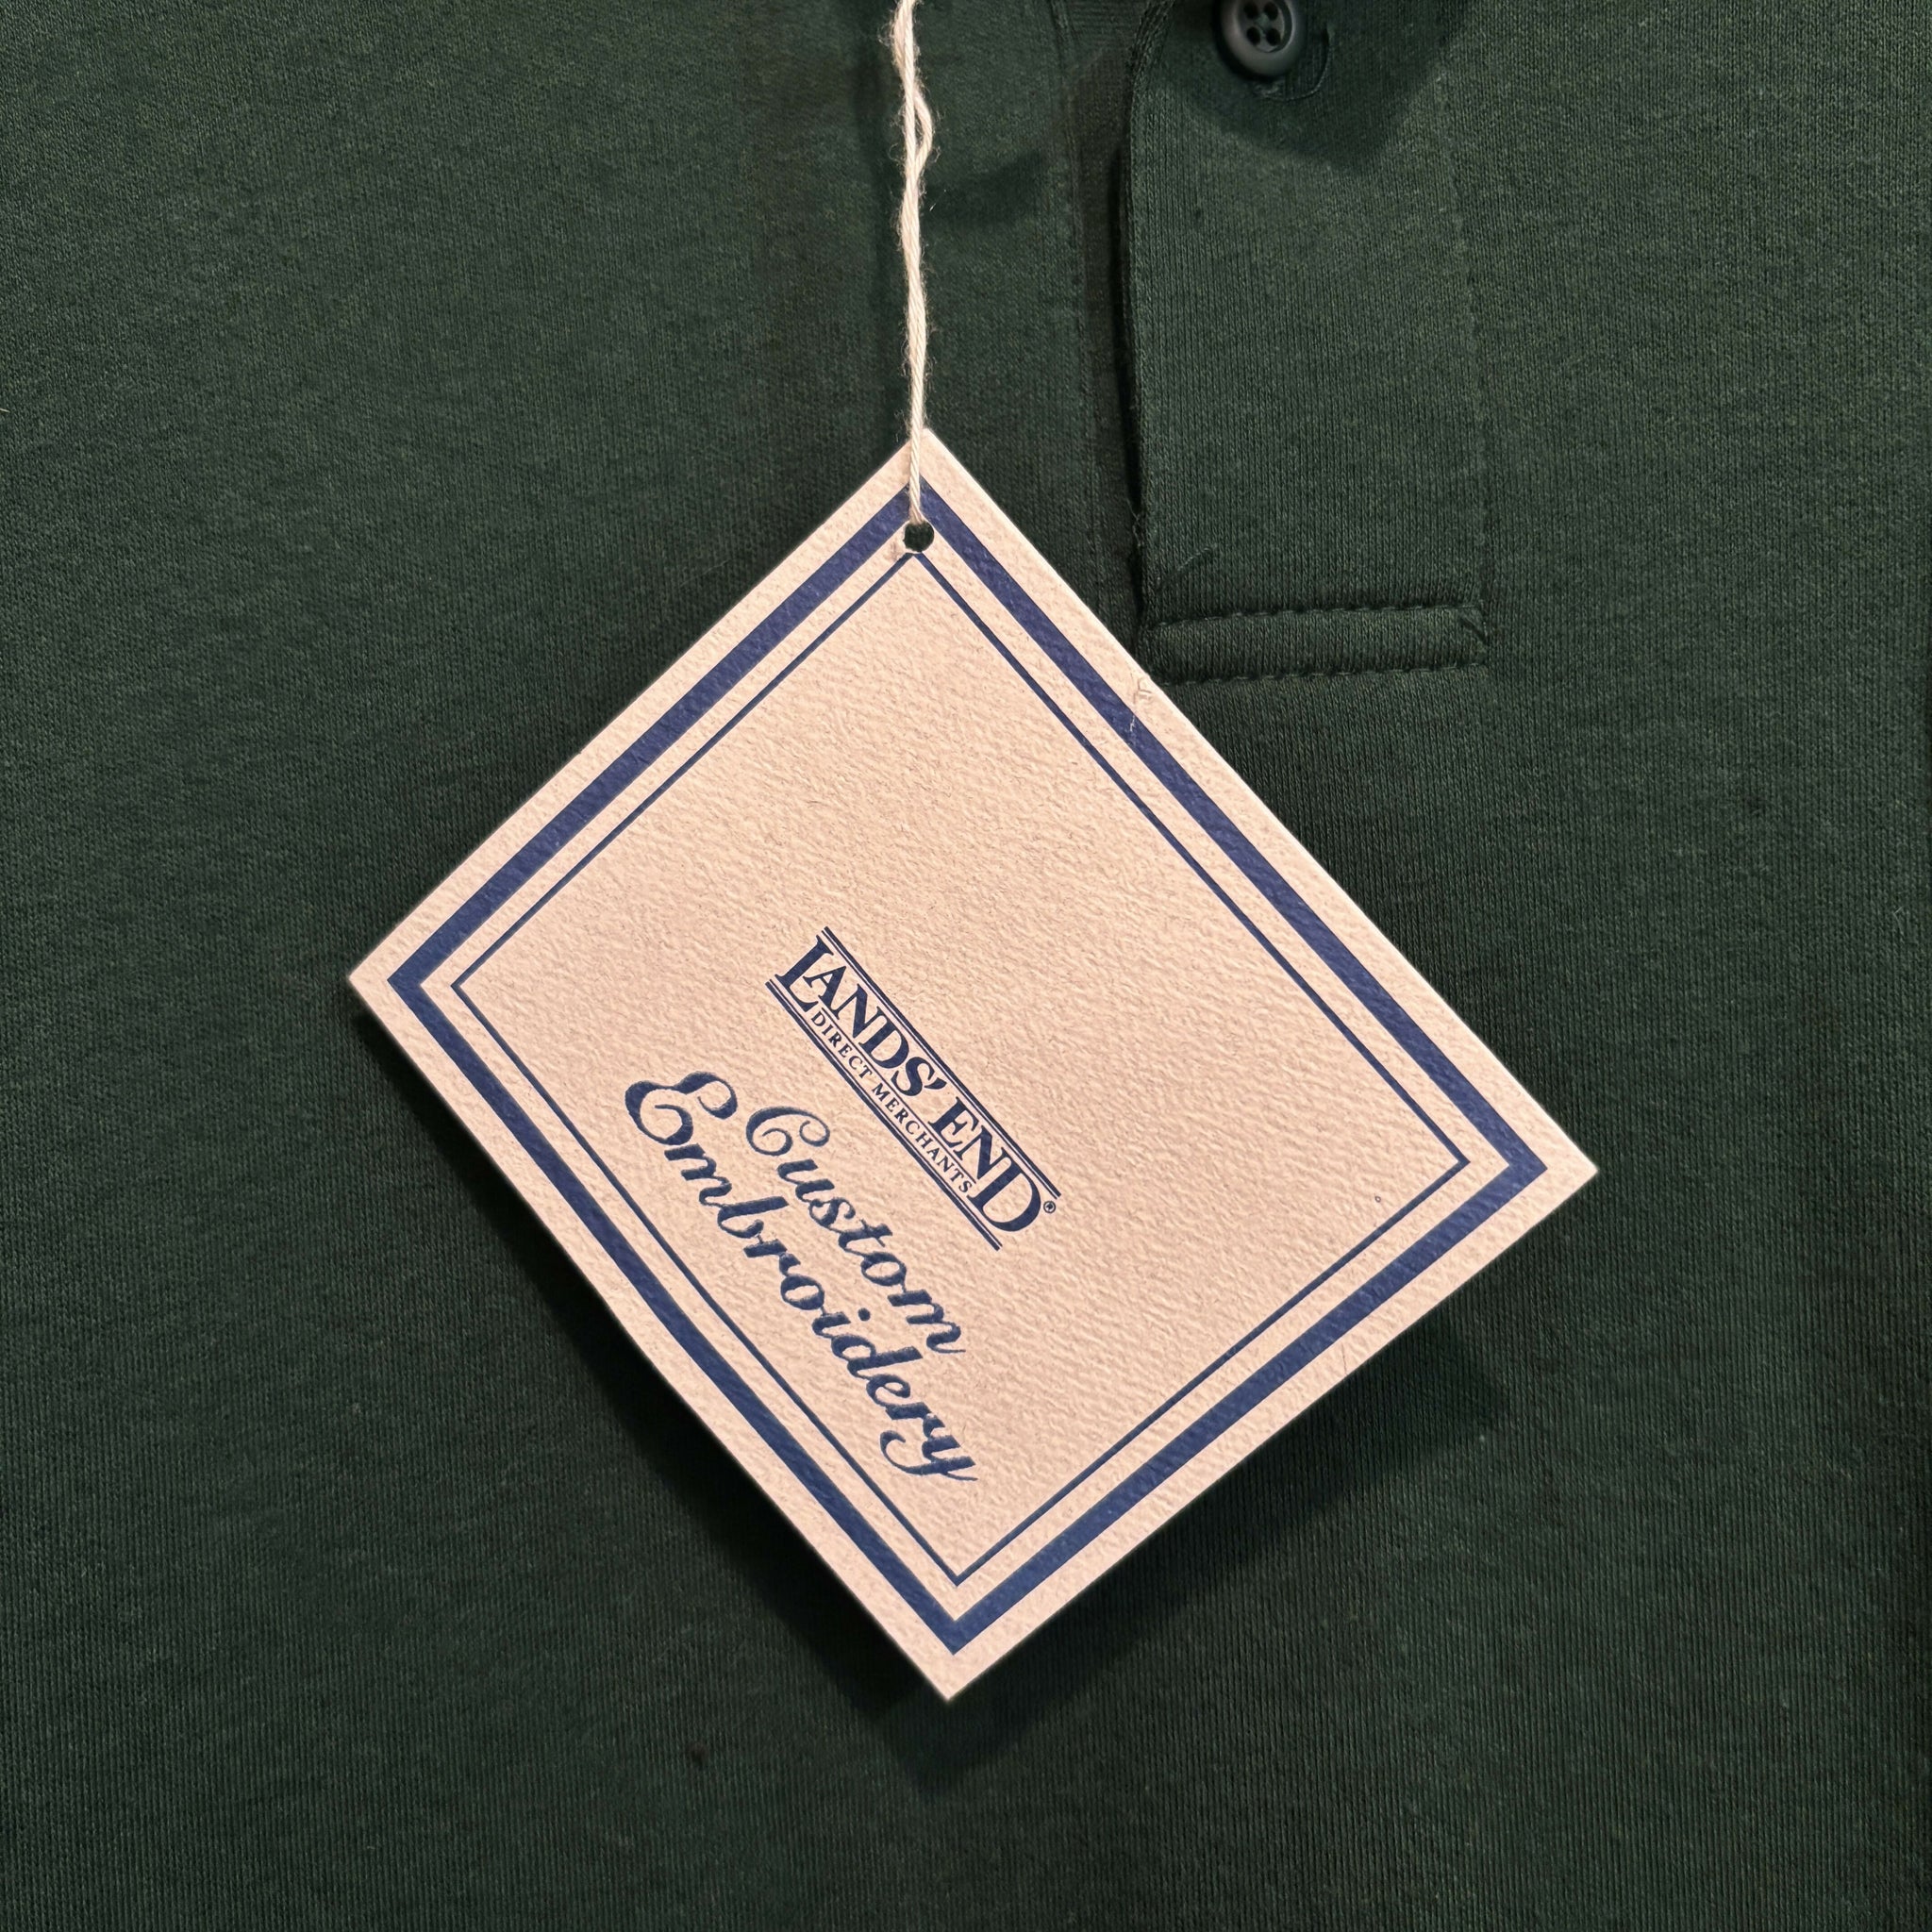 LANDS' END®
DIRECT MERCHANTS
Custom
Embroidery